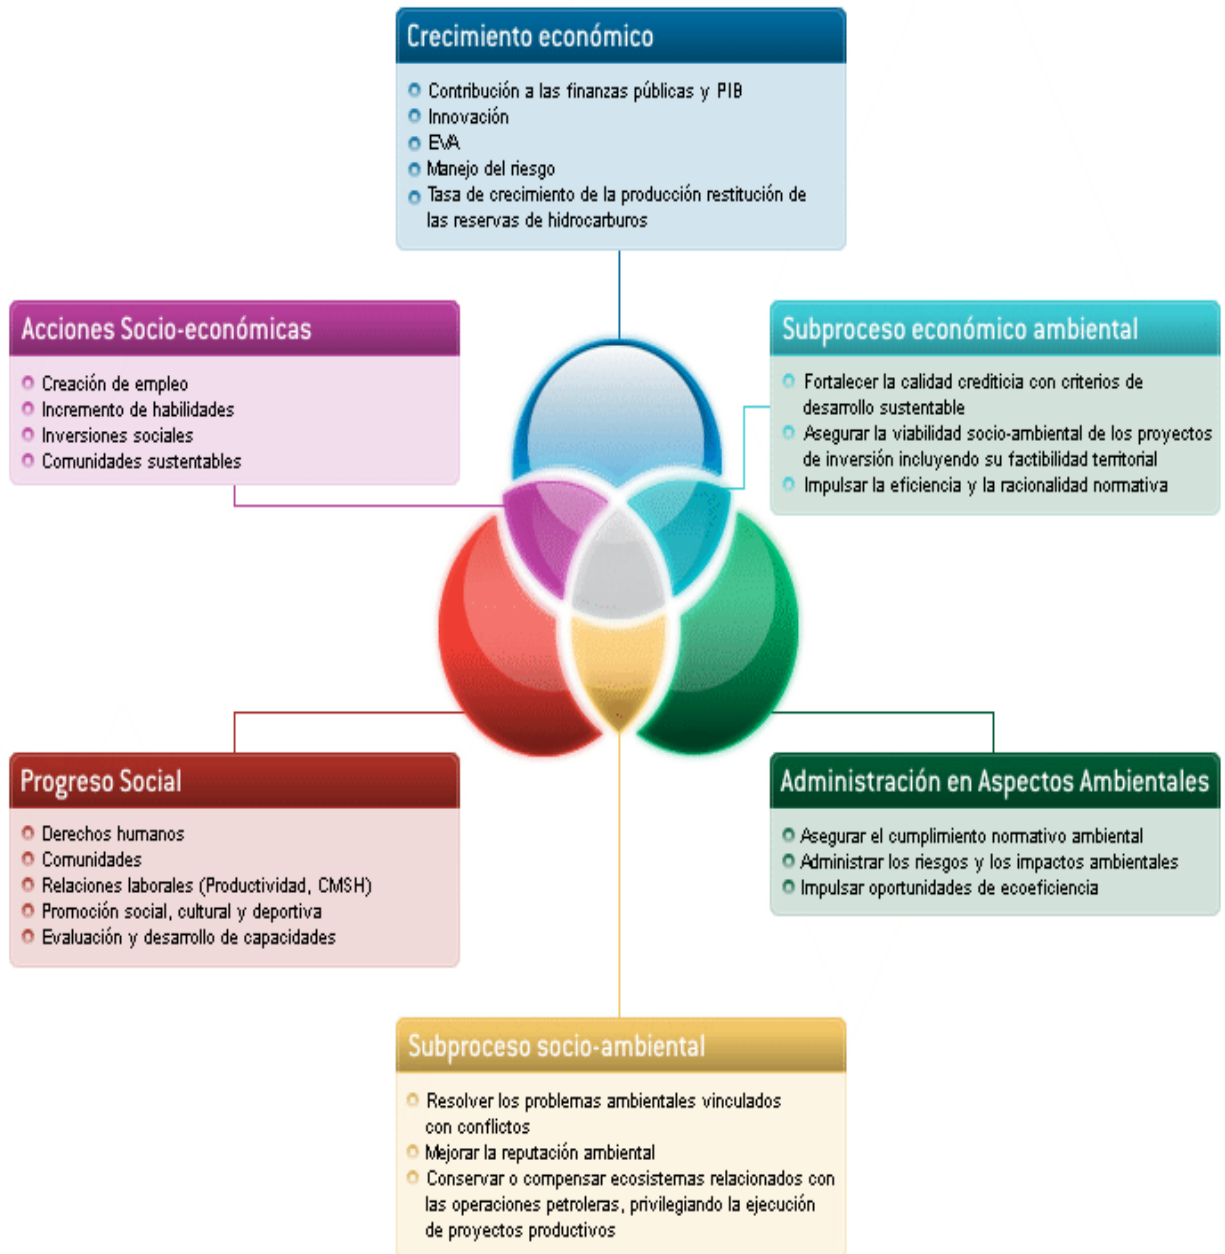 Crecimiento económico
Contribución a las finanzas públicas y PIB
Innovación
EVA
Manejo del riesgo
Tasa de crecimiento de la producción restitución de
las reservas de hidrocarburos
Acciones Socio-económicas
Creación de empleo
Incremento de habilidades
Inversiones sociales
Comunidades sustentables
Subproceso económico ambiental
Fortalecer la calidad crediticia con criterios de
desarrollo sustentable
Asegurar la viabilidad socio-ambiental de los proyectos
de inversión incluyendo su factibilidad territorial
Impulsar la eficiencia y la racionalidad normativa
Progreso Social
Derechos humanos
Comunidades
Relaciones laborales (Productividad, CMSH)
Promoción social, cultural y deportiva
Evaluación y desarrollo de capacidades
Administración en Aspectos Ambientales
Asegurar el cumplimiento normativo ambiental
Administrar los riesgos y los impactos ambientales
Impulsar oportunidades de ecoeficiencia
Subproceso socio-ambiental
Resolver los problemas ambientales vinculados
con conflictos
Mejorar la reputación ambiental
Conservar o compensar ecosistemas relacionados con
las operaciones petroleras, privilegiando la ejecución
de proyectos productivos